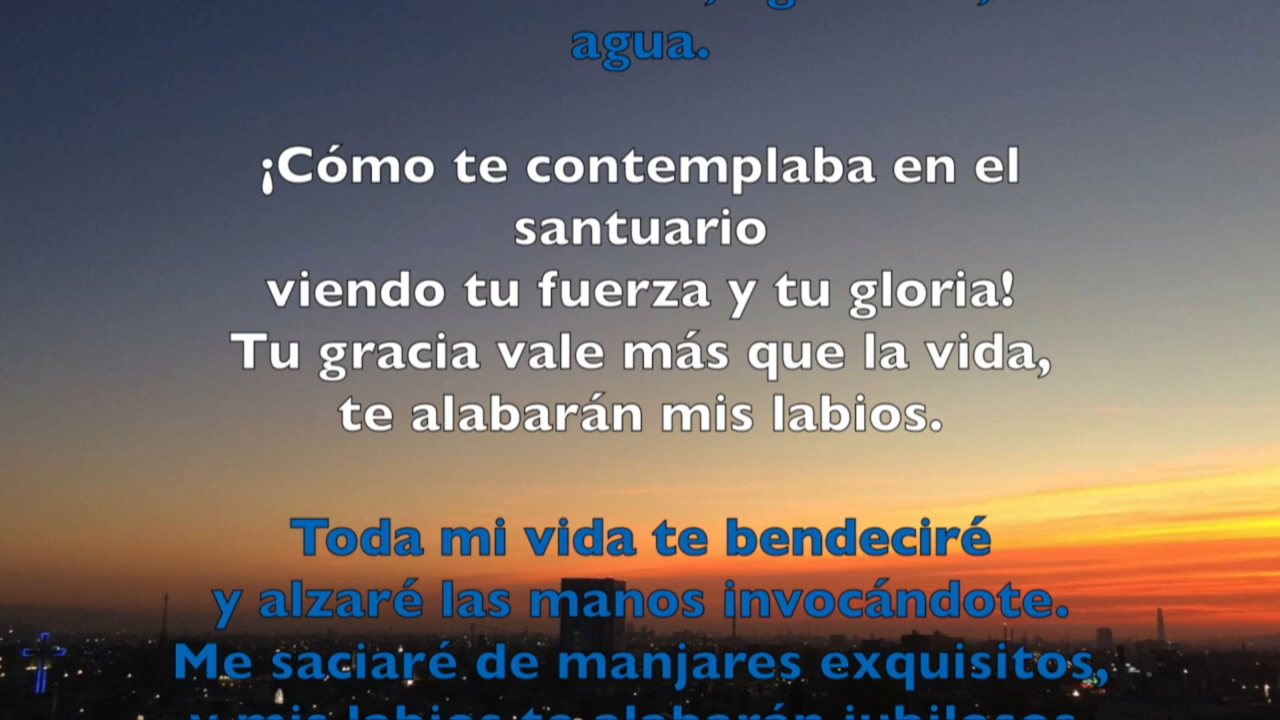 agua.
¡Cómo te contemplaba en el
santuario
viendo tu fuerza y tu gloria!
Tu gracia vale más que la vida,
te alabarán mis labios.
Toda mi vida te bendeciré
y alzaré las manos invocándote.
Me saciaré de manjares exquisitos,
y mis labios te alabarán jubilosos